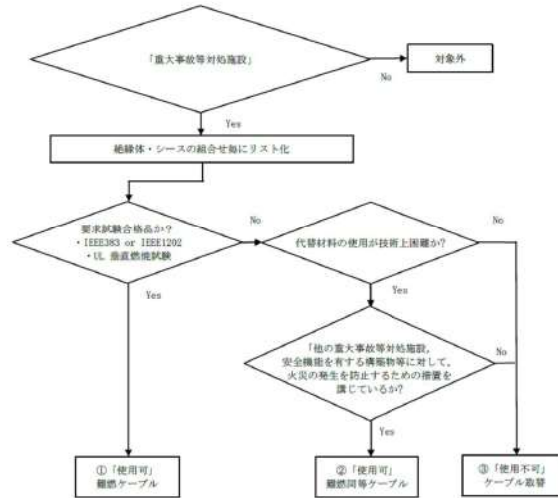 「重大事故等対処施設」
No
対象外
Yes
絶縁体・シースの組合せ毎にリスト化
要求試験合格品か?
・IEEE383 or IEEE1202
・UL 垂直燃焼試験
No
代替材料の使用が技術上困難か?
No
Yes
Yes
「他の重大事故等対処施設,
安全機能を有する構築物等に対して,
火災の発生を防止するための措置を
講じているか?
No
Yes
①「使用可」
難燃ケーブル
②「使用可」
難燃同等ケーブル
③「使用不可」
ケーブル取替